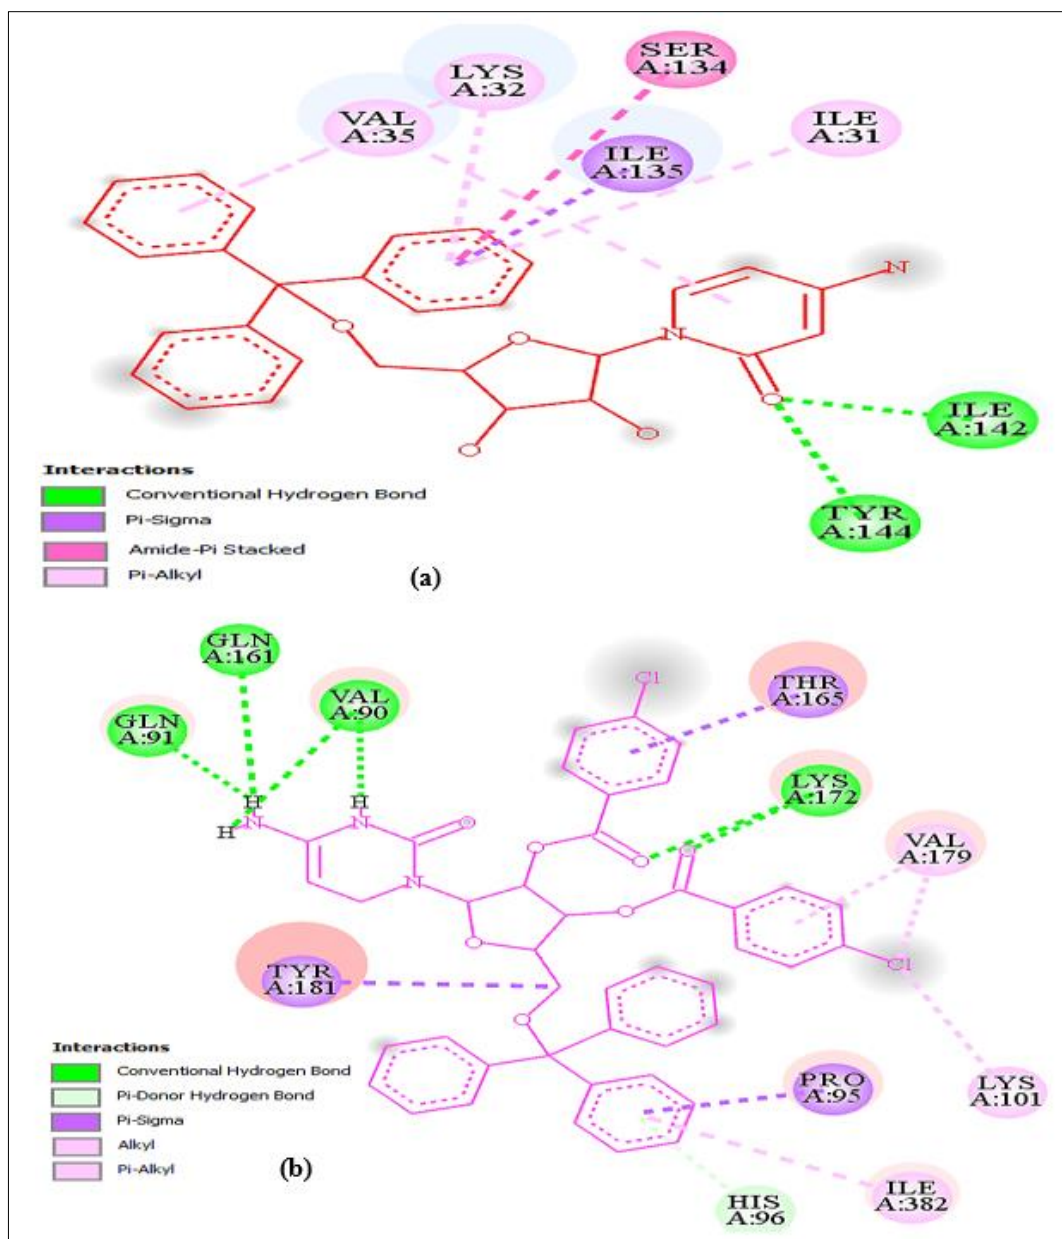 SER
A:134
LYS
A:32
VAL
A:35
ILE
A:31
ILE
A:135
N
O
O
N
O
O
O
ILE
A:142
TYR
A:144
Interactions
Conventional Hydrogen Bond
Pi-Sigma
Amide-Pi Stacked
Pi-Alkyl
(a)
GLN
A:161
VAL
A:90
GLN
A:91
Cl
THR
A:165
LYS
A:172
VAL
A:179
H
H
H
N
N
O
N
O
O
O
O
O
Cl
TYR
A:181
O
PRO
A:95
LYS
A:101
ILE
A:382
HIS
A:96
Interactions
Conventional Hydrogen Bond
Pi-Donor Hydrogen Bond
Pi-Sigma
Alkyl
Pi-Alkyl
(b)